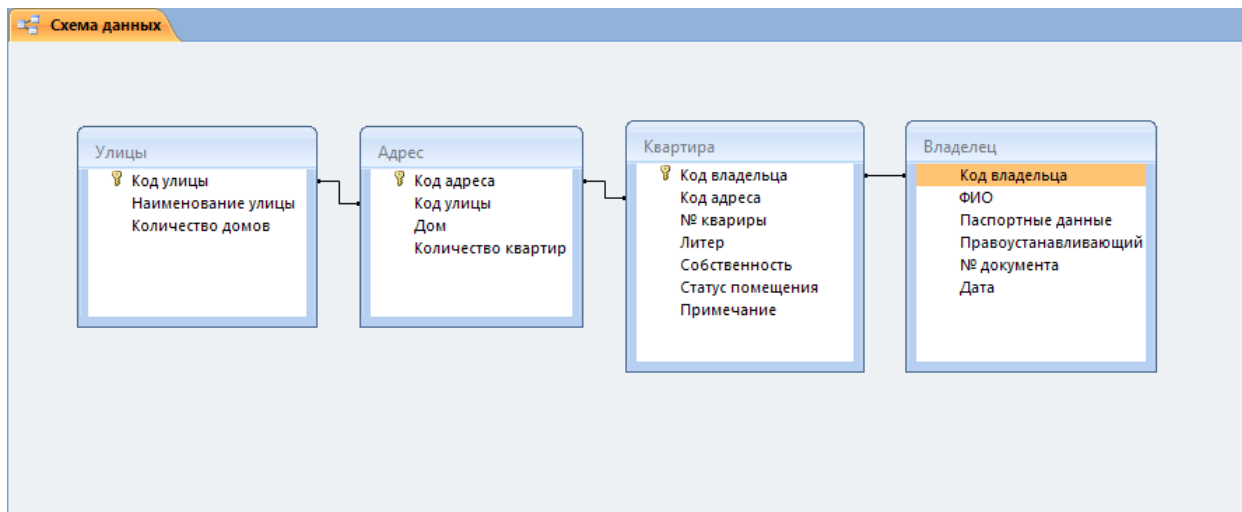 Схема данных
Улицы
Код улицы
Наименование улицы
Количество домов
Адрес
Код адреса
Код улицы
Дом
Количество квартир
Квартира
Код владельца
Код адреса
№ квариры
Литер
Собственность
Статус помещения
Примечание
Владелец
Код владельца
ФИО
Паспортные данные
Правоустанавливающий
№ документа
Дата